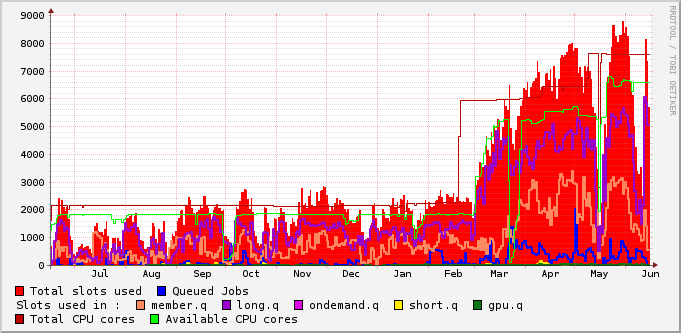 9000
8000
7000
6000
5000
4000
3000
2000
1000
0
Jul Aug Sep Oct Nov Dec Jan Feb Mar Apr May Jun
RRDTOOL / TOBI OETIKER
Total slots used Queued Jobs
Slots used in : member.q long.q ondemand.q short.q gpu.q
Total CPU cores Available CPU cores